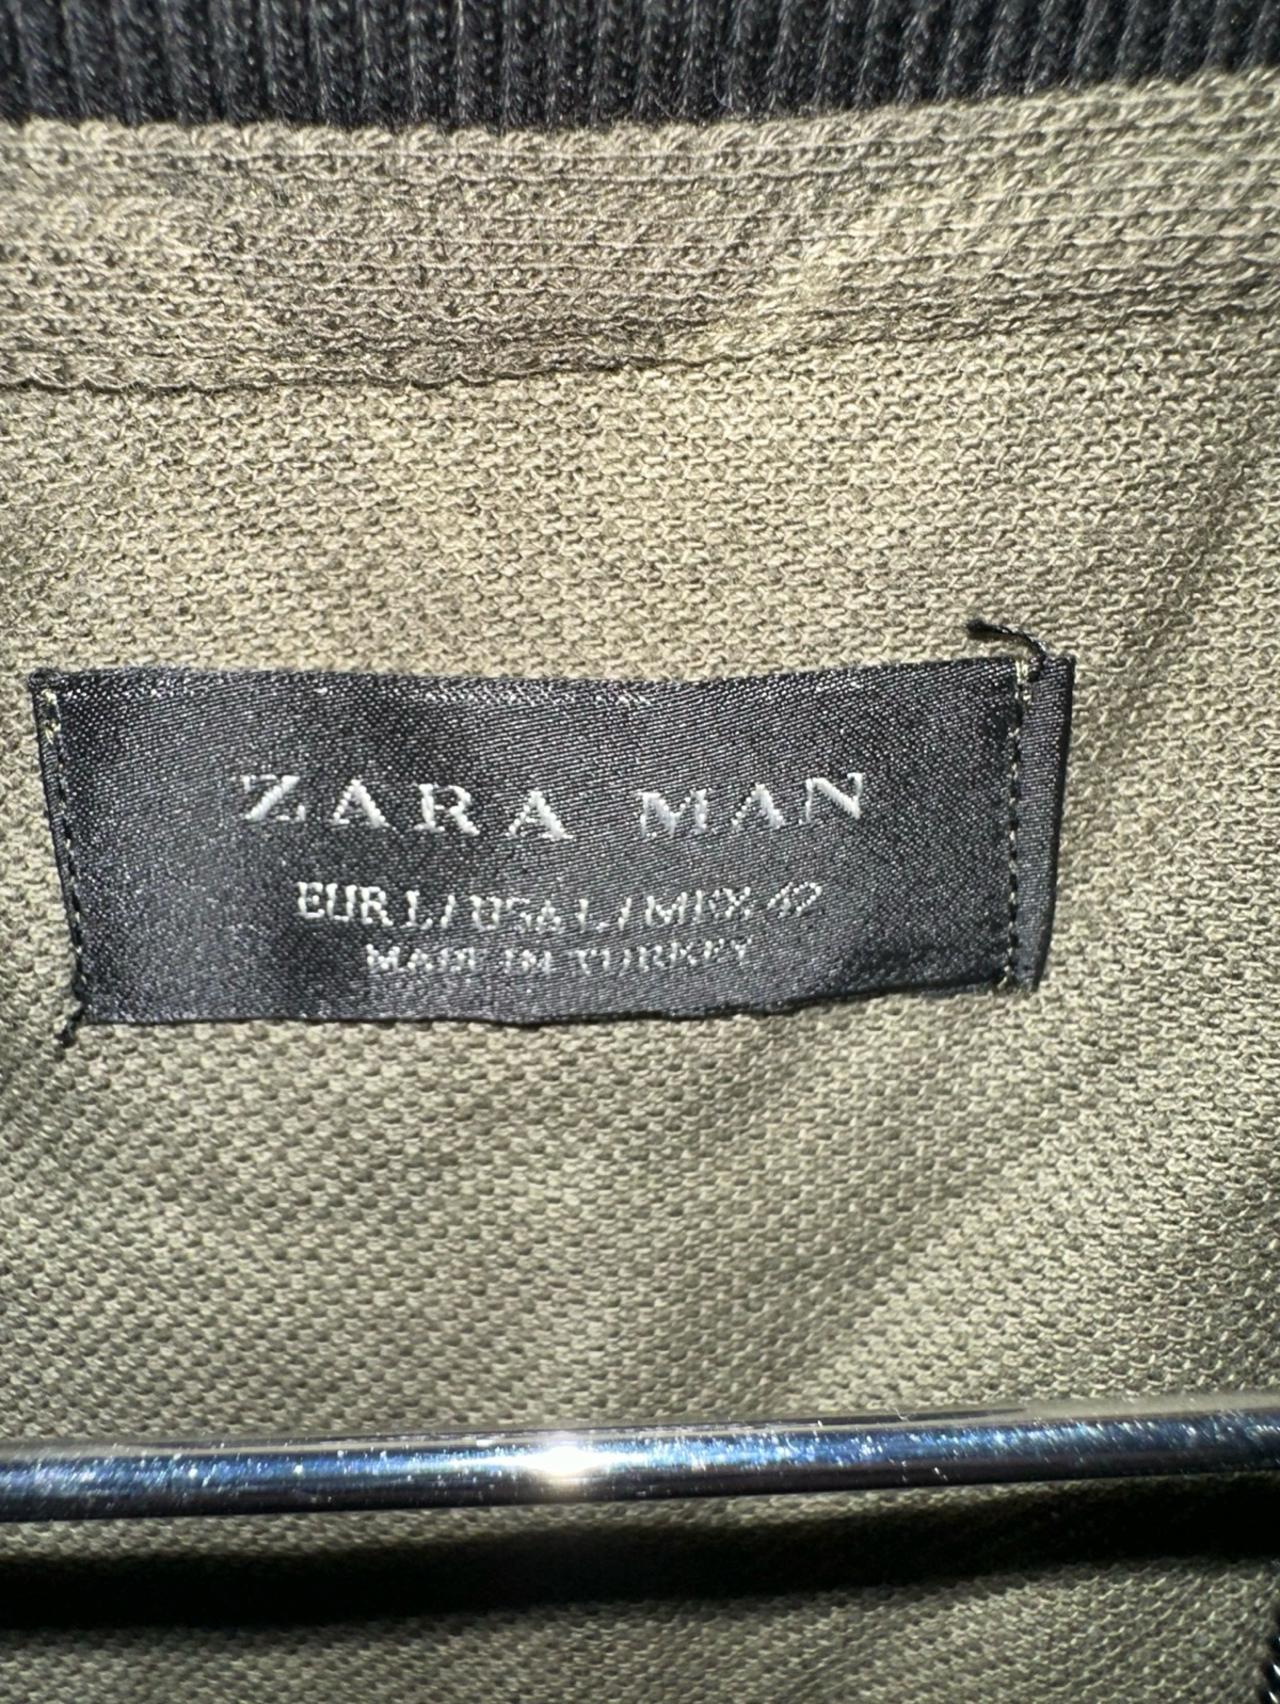 ZARA MAN
EUR L / USA L / MEX 42
MADE IN TURKEY